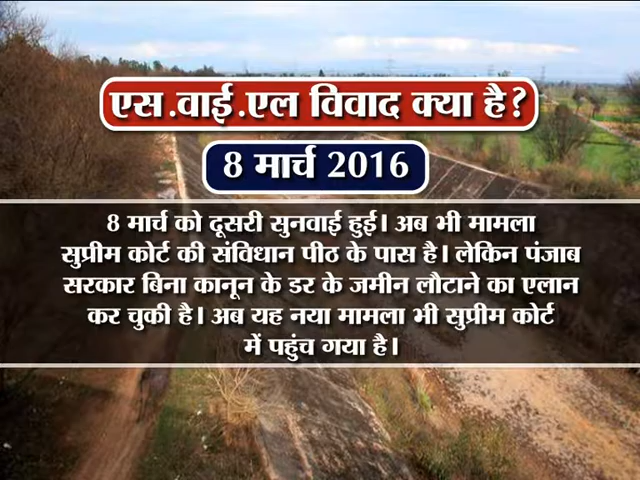 एस.वाई.एल विवाद क्या है?
8 मार्च 2016
8 मार्च को दूसरी सुनवाई हुई। अब भी मामला
सुप्रीम कोर्ट की संविधान पीठ के पास है। लेकिन पंजाब
सरकार बिना कानून के डर के जमीन लौटाने का एलान
कर चुकी है। अब यह नया मामला भी सुप्रीम कोर्ट
में पहुंच गया है।